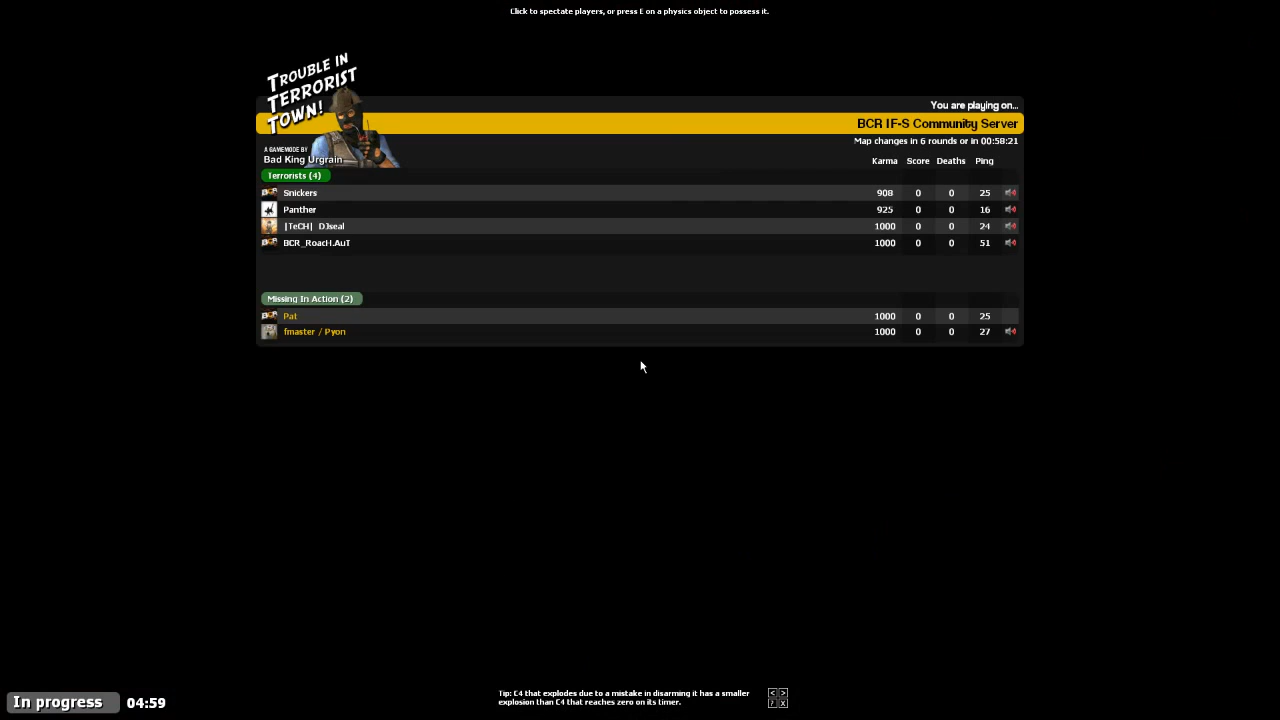 Click to spectate players, or press E on a physics object to possess it.
TROUBLE IN
TERRORIST
TOWN!
You are playing on...
BCR IF-S Community Server
A GAMEMODE BY
Bad King Urgrain
Map changes in 6 rounds or in 00:58:21
Karma Score Deaths Ping
Terrorists (4)
Snickers 908 0 0 25
Panther 925 0 0 16
|TeCH| DJseal 1000 0 0 24
BCR_RoacH.AuT 1000 0 0 51
Missing In Action (2)
Pat 1000 0 0 25
fmaster / Pyon 1000 0 0 27
In progress 04:59
Tip: C4 that explodes due to a mistake in disarming it has a smaller
explosion than C4 that reaches zero on its timer.
< >
? X